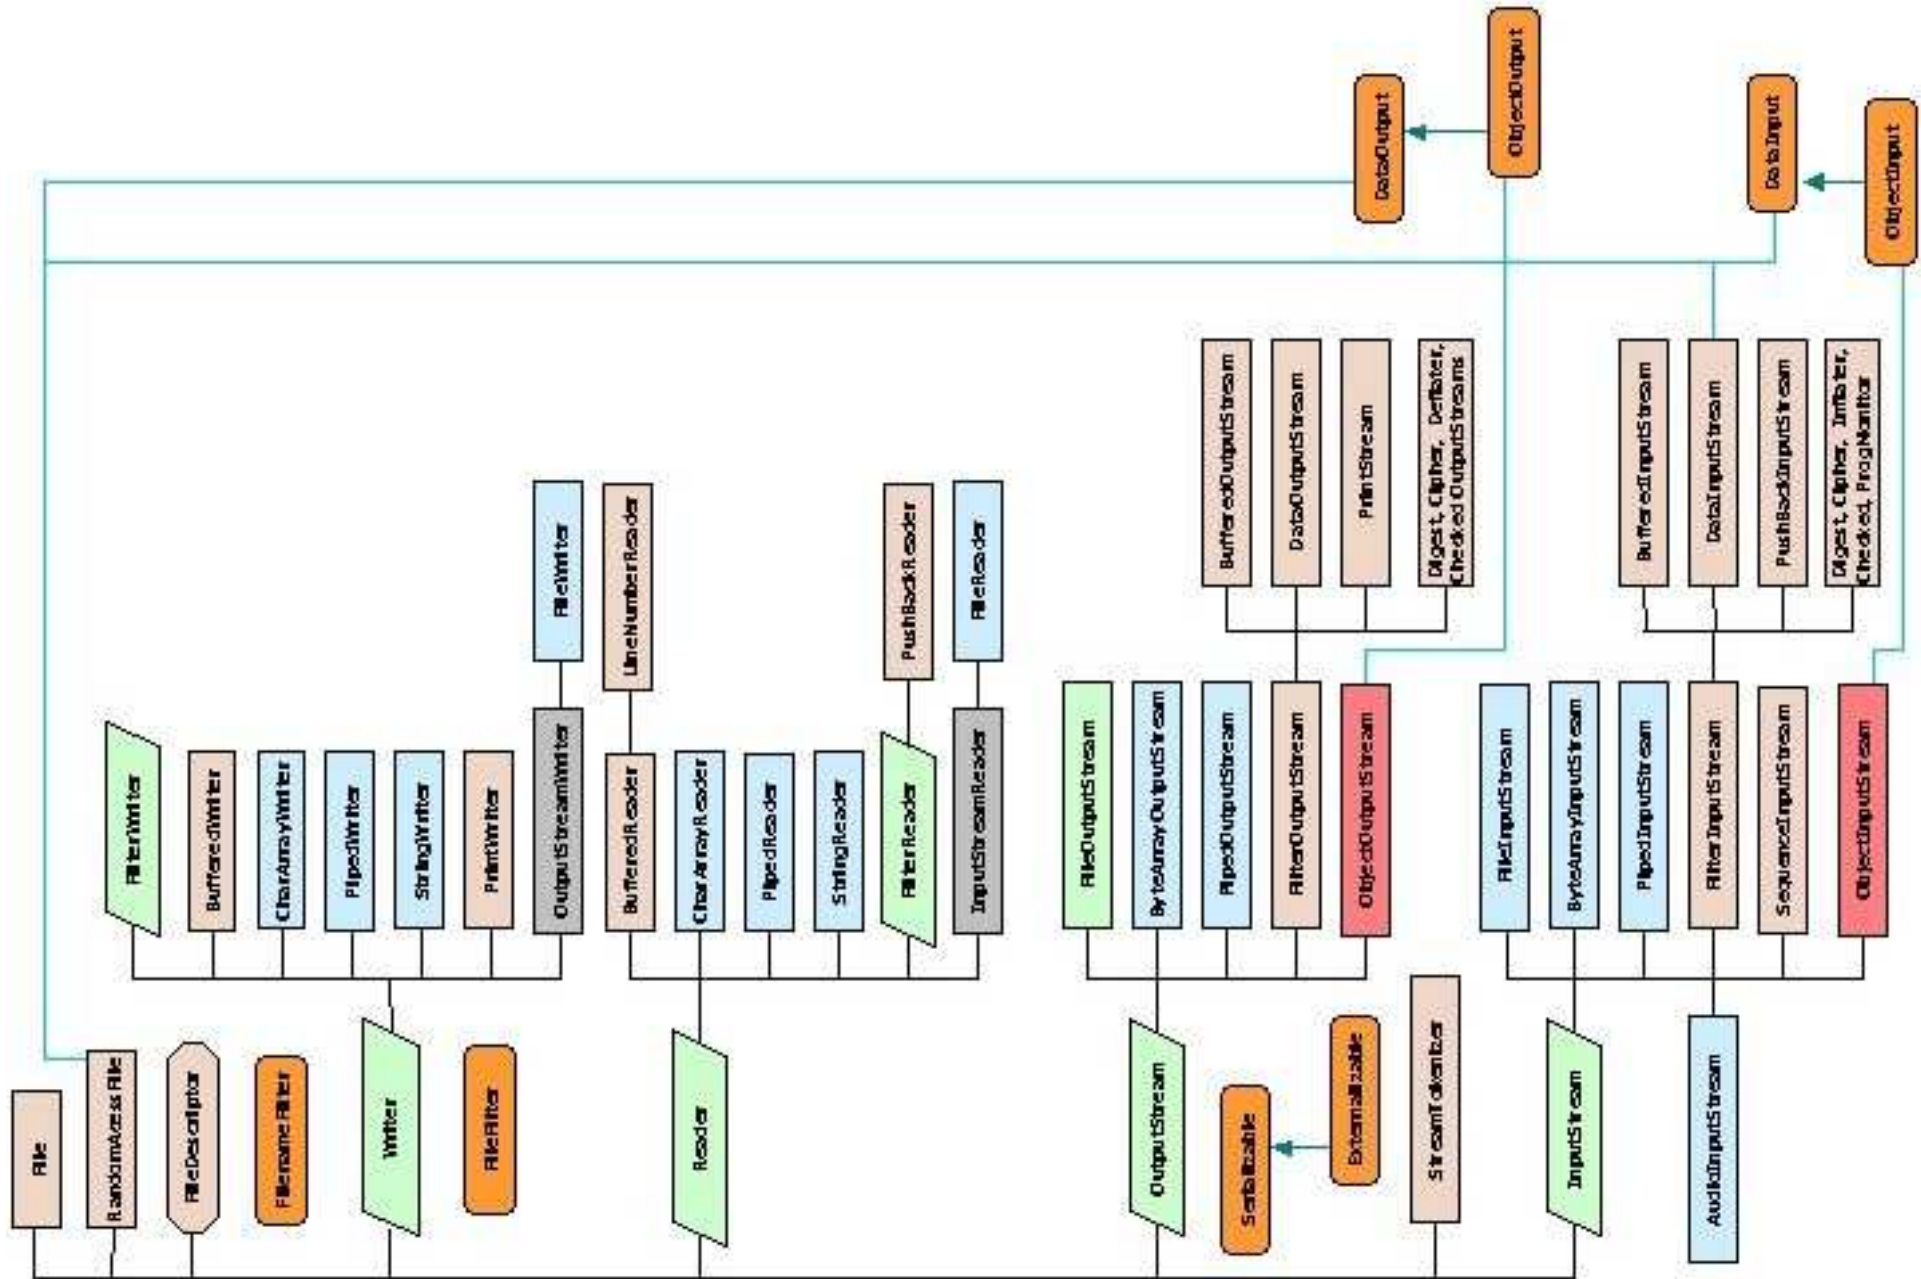 File
RandomAcessFile
FileDescriptor
FilenameFilter
Writer
FileFilter
Reader
OutputStream
Serializable
Externalizable
StreamTokenizer
InputStream
AudioInputStream
FilterWriter
BufferedWriter
CharArrayWriter
PipedWriter
StringWriter
PrintWriter
OutputStreamWriter
FileWriter
BufferedReader
LineNumberReader
CharArrayReader
PipedReader
StringReader
FilterReader
PushBackReader
InputStreamReader
FileReader
FileOutputStream
ByteArrayOutputStream
PipedOutputStream
FilterOutputStream
ObjectOutputStream
BufferedOutputStream
DataOutputStream
PrintStream
Digest, Cipher, Deflater,
Checked OutputStreams
FileInputStream
ByteArrayInputStream
PipedInputStream
FilterInputStream
SequenceInputStream
ObjectInputStream
BufferedInputStream
DataInputStream
PushBackInputStream
Digest, Cipher, Inflater,
Checked, ProgMonitor
DataOutput
ObjectOutput
DataInput
ObjectInput